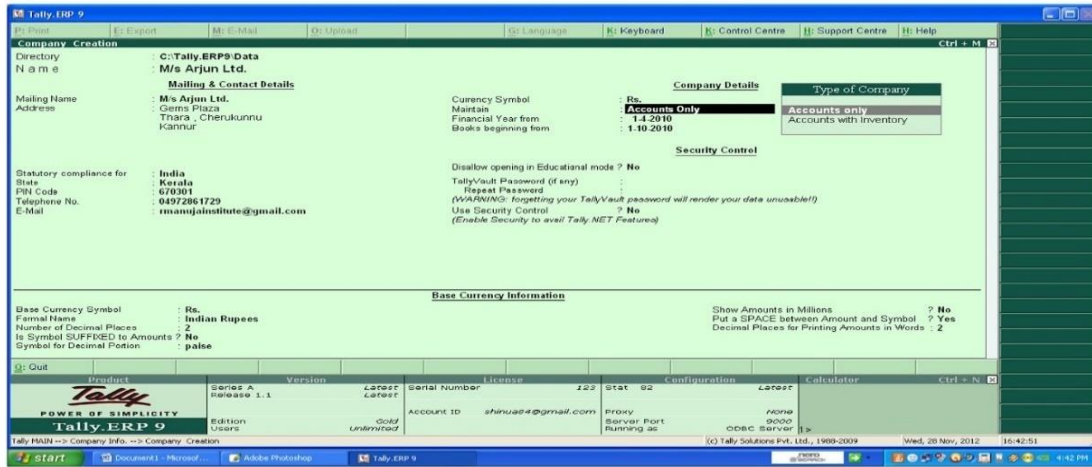 Tally.ERP 9
P: Print E: Export M: E-Mail O: Upload G: Language K: Keyboard K: Control Centre H: Support Centre H: Help
Company Creation Ctrl + M
Directory : C:\Tally.ERP9\Data
Name : M/s Arjun Ltd.
Mailing & Contact Details
Mailing Name : M/s Arjun Ltd.
Address : Gems Plaza
Thara , Cherukunnu
Kannur
Statutory compliance for : India
State : Kerala
PIN Code : 670301
Telephone No. : 04972861729
E-Mail : rmanujainstitute@gmail.com
Company Details
Currency Symbol : Rs.
Maintain : Accounts Only
Financial Year from : 1-4-2010
Books beginning from : 1-10-2010
Type of Company
Accounts only
Accounts with Inventory
Security Control
Disallow opening in Educational mode ? No
TallyVault Password (if any) :
Repeat Password :
(WARNING: forgetting your TallyVault password will render your data unusable!!)
Use Security Control ? No
(Enable Security to avail Tally.NET Features)
Base Currency Information
Base Currency Symbol : Rs.
Formal Name : Indian Rupees
Number of Decimal Places : 2
Is Symbol SUFFIXED to Amounts ? No
Symbol for Decimal Portion : paise
Show Amounts in Millions ? No
Put a SPACE between Amount and Symbol ? Yes
Decimal Places for Printing Amounts in Words : 2
Q: Quit
Product Version License Configuration Calculator Ctrl + N
Tally
POWER OF SIMPLICITY
Tally.ERP 9
Series A Latest
Release 1.1 Latest
Edition Gold
Users Unlimited
Serial Number 123
Account ID
Stat 82 Latest
Proxy None
Server Port 9000
Running as ODBC Server
1>
Tally MAIN --> Company Info. --> Company Creation (c) Tally Solutions Pvt. Ltd., 1988-2009 Wed, 28 Nov, 2012 16:42:51
start Document1 - Microsof... Adobe Photoshop Tally.ERP 9 4:42 PM